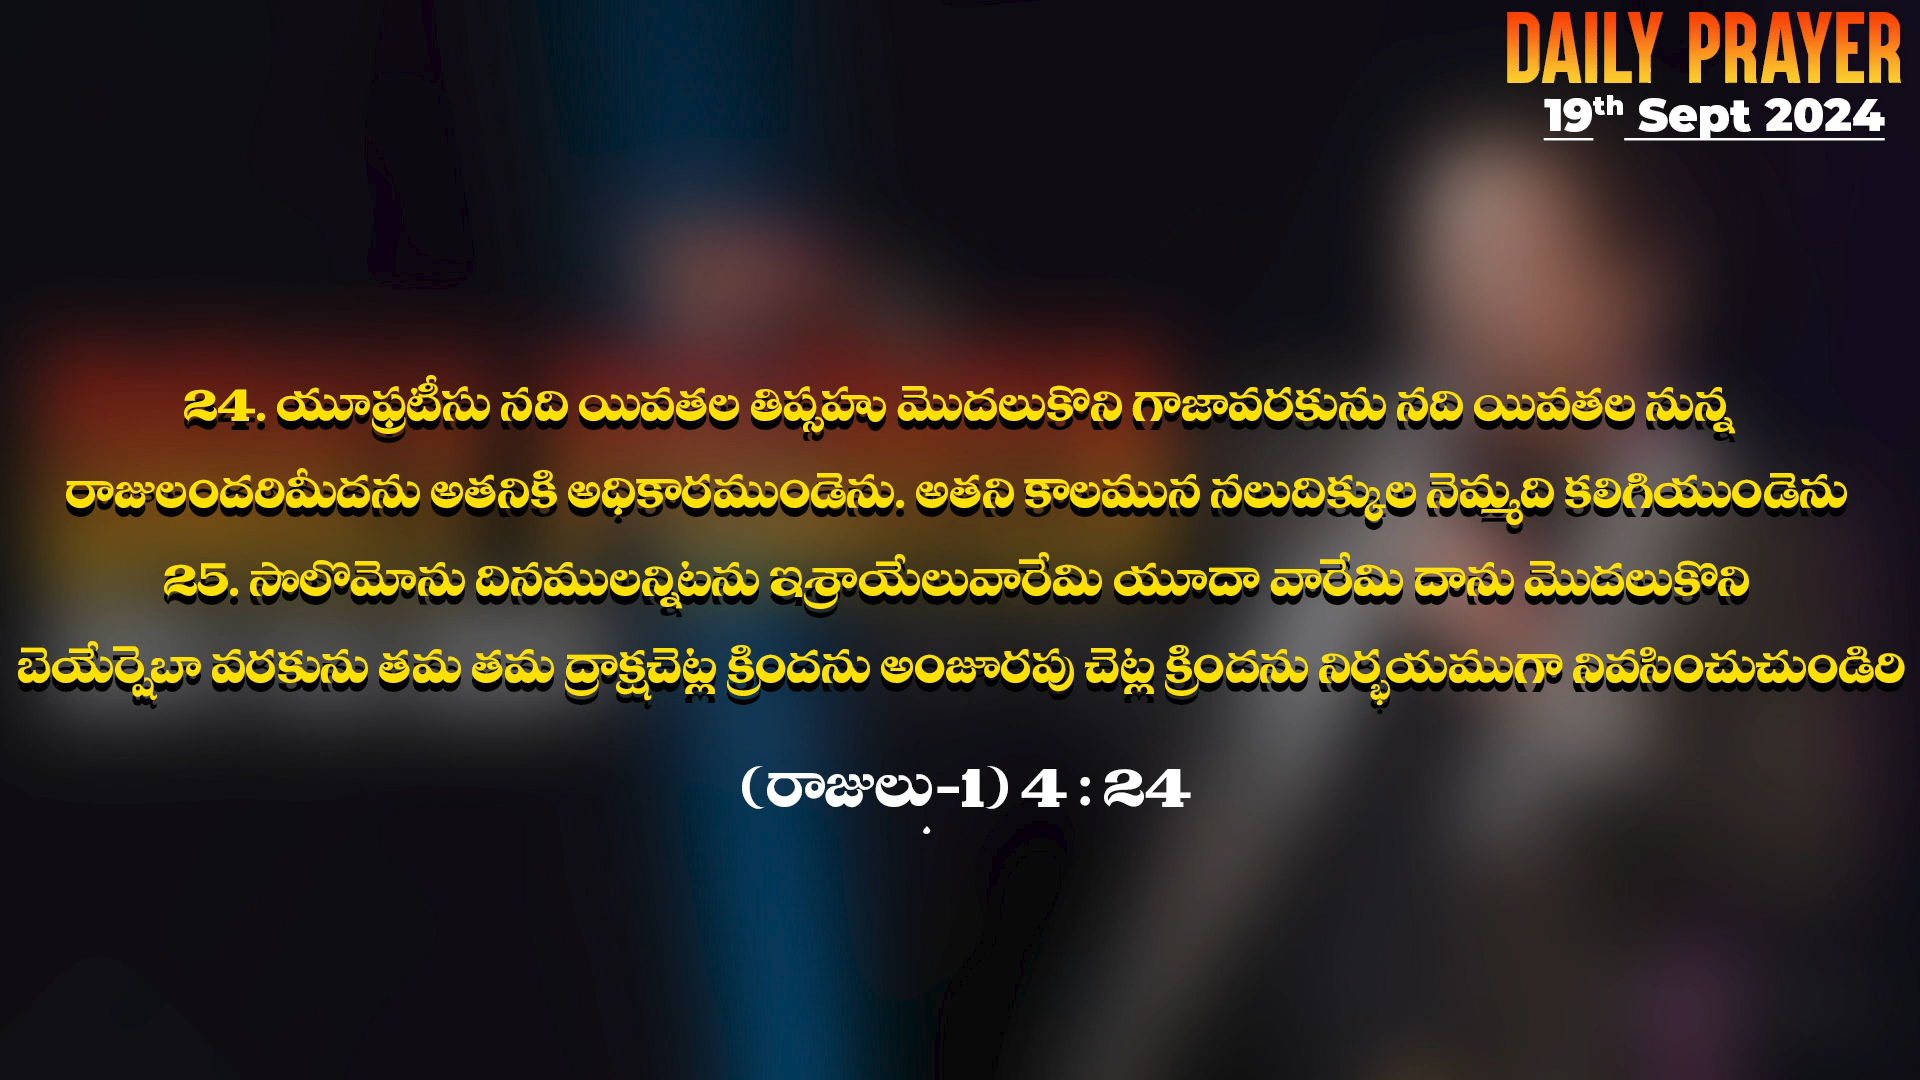 DAILY PRAYER
19th Sept 2024
24. యూఫ్రటీసు నది యివతల తిప్సహు మొదలుకొని గాజావరకును నది యివతల నున్న
రాజులందరిమీదను అతనికి అధికారముండెను. అతని కాలమున నలుదిక్కుల నెమ్మది కలిగియుండెను
25. సొలొమోను దినములన్నిటను ఇశ్రాయేలువారేమి యూదా వారేమి దాను మొదలుకొని
బెయేర్షెబా వరకును తమ తమ ద్రాక్షచెట్ల క్రిందను అంజూరపు చెట్ల క్రిందను నిర్భయముగా నివసించుచుండిరి
(రాజులు-1) 4 : 24